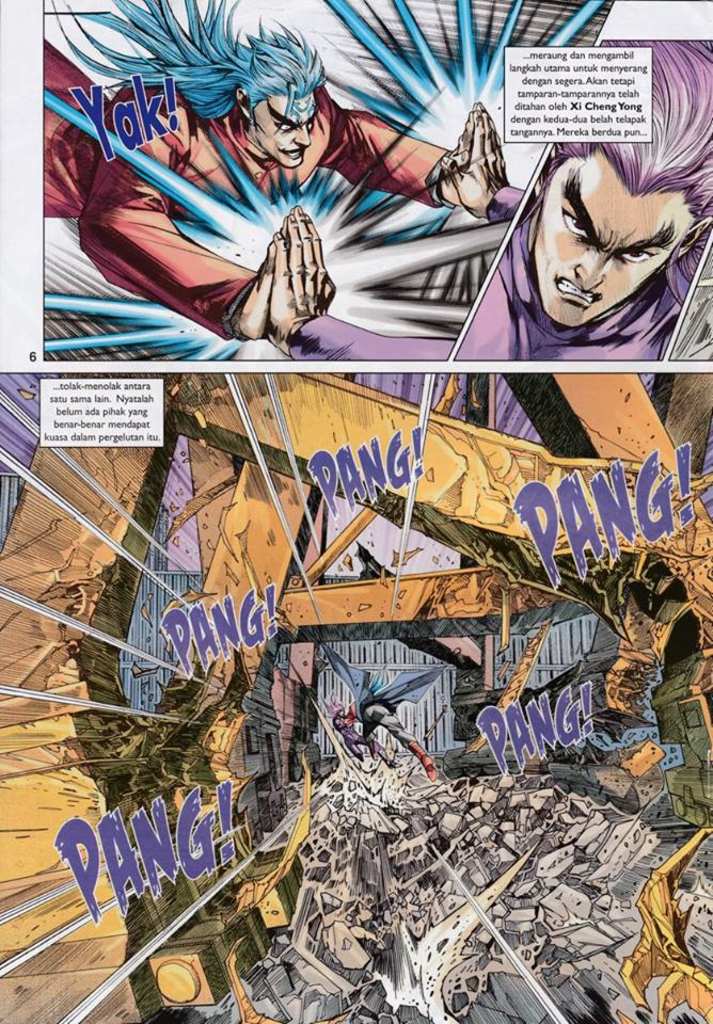 Yak!
...meraung dan mengambil
langkah utama untuk menyerang
dengan segera. Akan tetapi
tamparan-tamparannya telah
ditahan oleh Xi Cheng Yong
dengan kedua-dua belah telapak
tangannya. Mereka berdua pun...
6
...tolak-menolak antara
satu sama lain. Nyatalah
belum ada pihak yang
benar-benar mendapat
kuasa dalam pergelutan itu.
PANG!
PANG!
PANG!
PANG!
PANG!